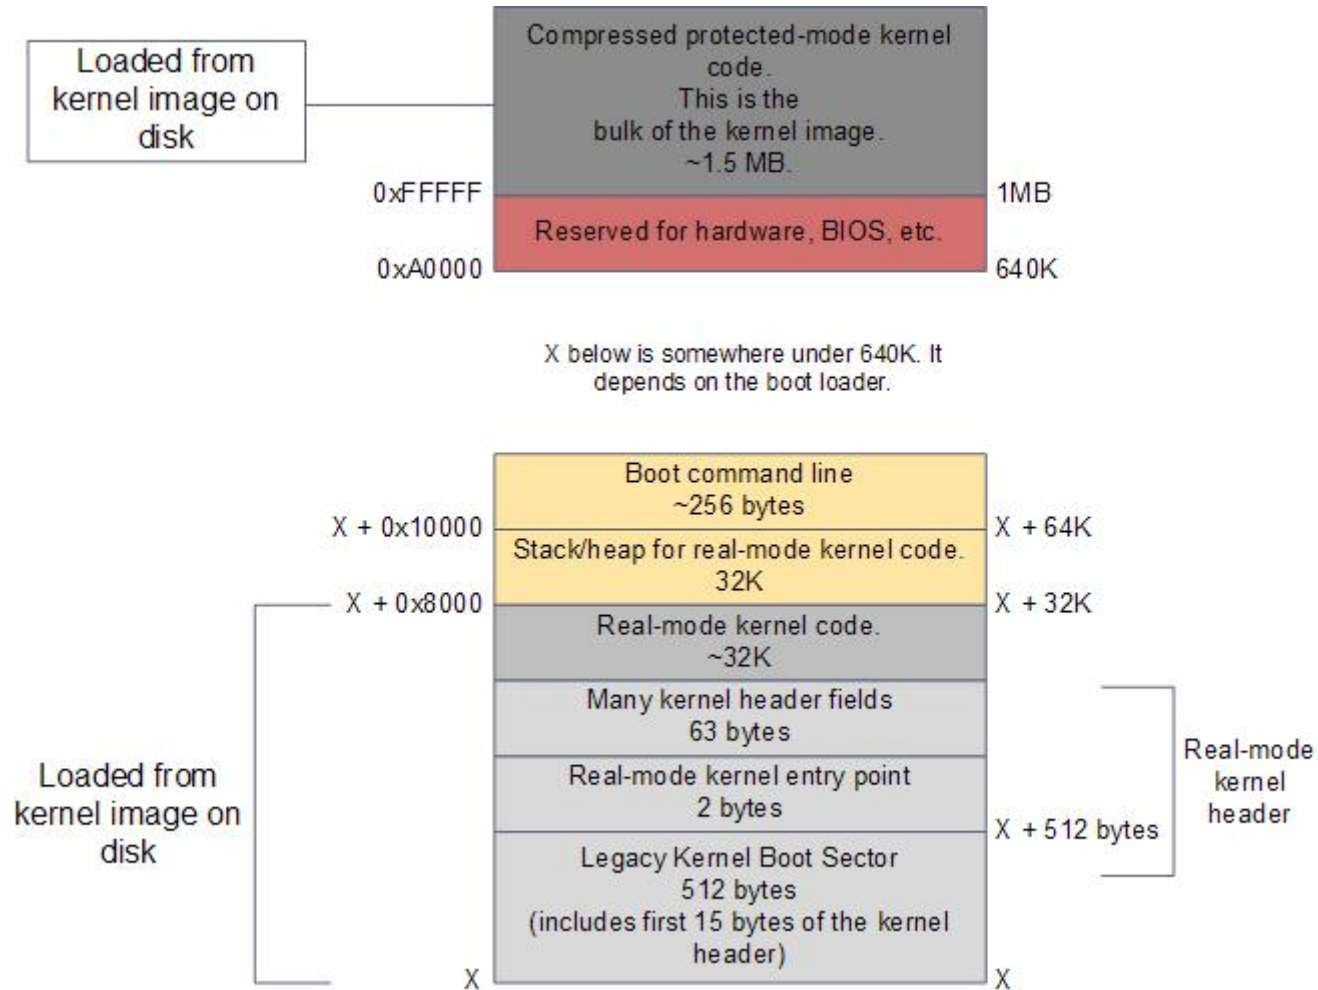 Loaded from
kernel image on
disk
Compressed protected-mode kernel
code.
This is the
bulk of the kernel image.
~1.5 MB.
0xFFFFF
1MB
Reserved for hardware, BIOS, etc.
0xA0000
640K
X below is somewhere under 640K. It
depends on the boot loader.
Boot command line
~256 bytes
X + 0x10000
X + 64K
Stack/heap for real-mode kernel code.
32K
X + 0x8000
X + 32K
Real-mode kernel code.
~32K
Many kernel header fields
63 bytes
Real-mode
kernel
header
Loaded from
kernel image on
disk
Real-mode kernel entry point
2 bytes
X + 512 bytes
Legacy Kernel Boot Sector
512 bytes
(includes first 15 bytes of the kernel
header)
X
X